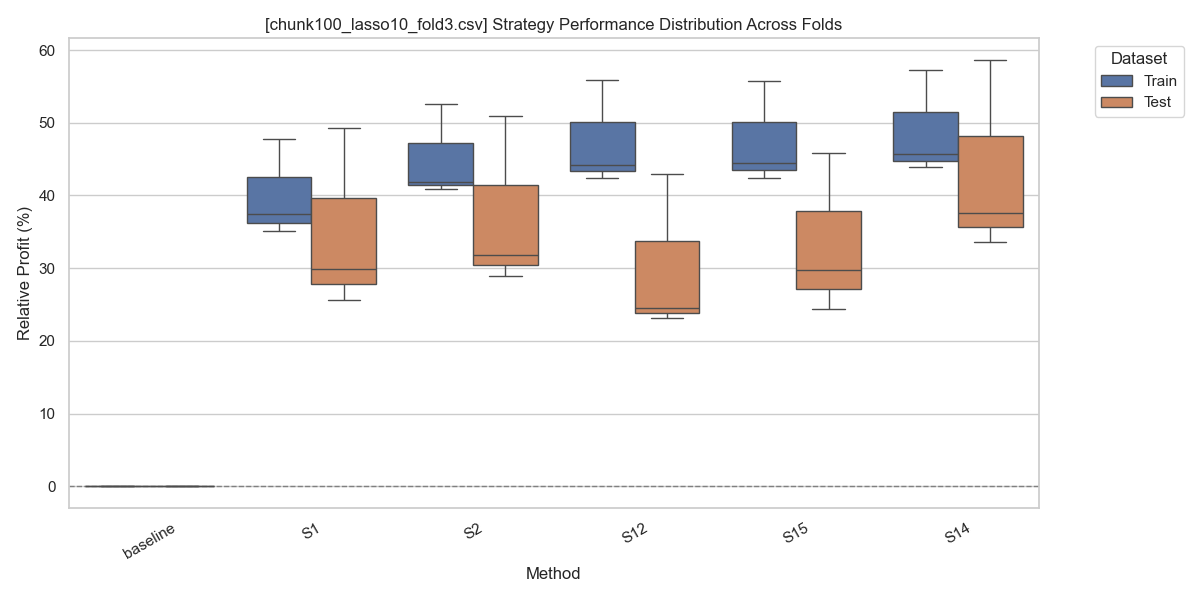 [chunk100_lasso10_fold3.csv] Strategy Performance Distribution Across Folds
Dataset
Train
Test
Relative Profit (%)
60
50
40
30
20
10
0
baseline
S1
S2
S12
S15
S14
Method